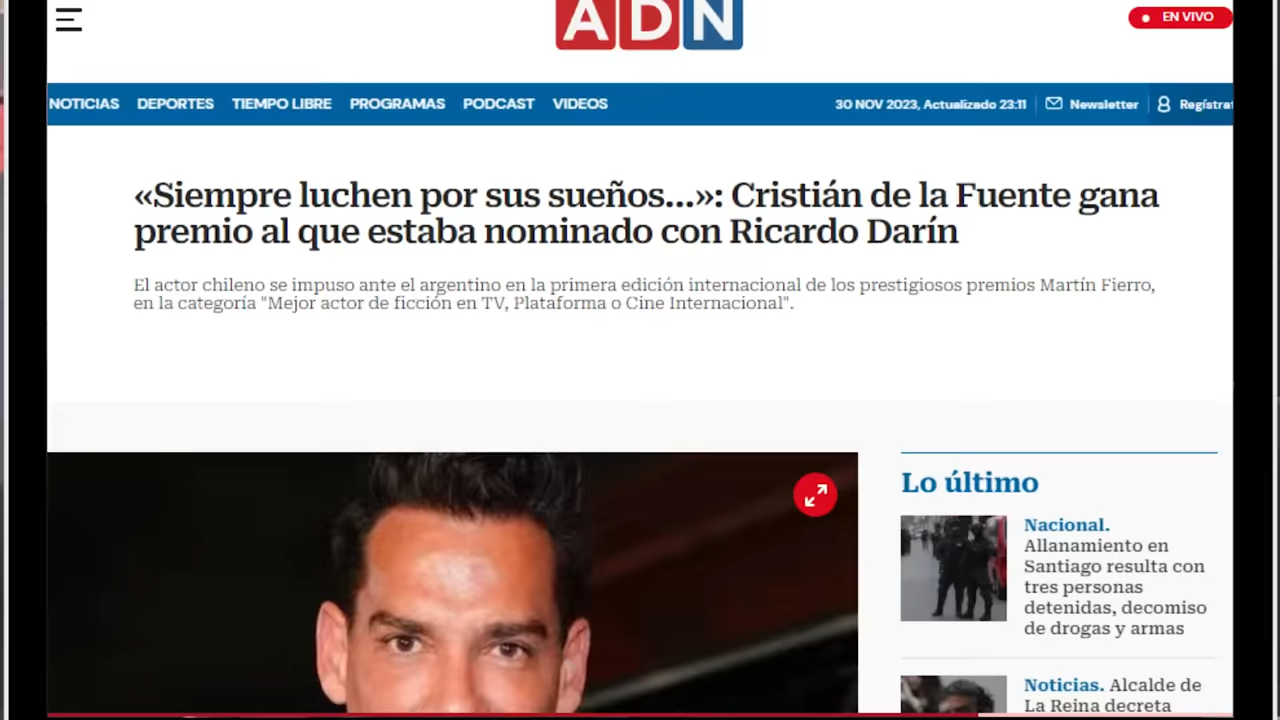 ADN
EN VIVO
NOTICIAS DEPORTES TIEMPO LIBRE PROGRAMAS PODCAST VIDEOS 30 NOV 2023, Actualizado 23:11 Newsletter Regístrat
«Siempre luchen por sus sueños...»: Cristián de la Fuente gana
premio al que estaba nominado con Ricardo Darín
El actor chileno se impuso ante el argentino en la primera edición internacional de los prestigiosos premios Martín Fierro,
en la categoría "Mejor actor de ficción en TV, Plataforma o Cine Internacional".
Lo último
Nacional.
Allanamiento en
Santiago resulta con
tres personas
detenidas, decomiso
de drogas y armas
Noticias. Alcalde de
La Reina decreta